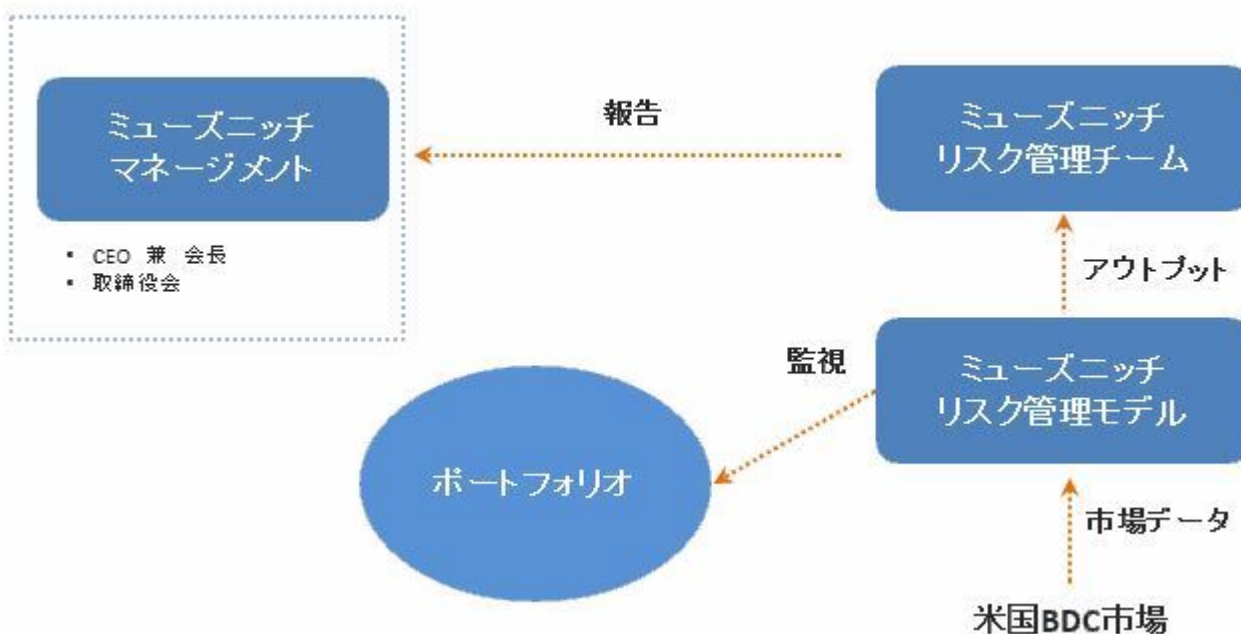 ミューズニッチ
マネージメント
• CEO 兼 会長
• 取締役会
報告
ミューズニッチ
リスク管理チーム
アウトプット
監視
ミューズニッチ
リスク管理モデル
ポートフォリオ
市場データ
米国BDC市場